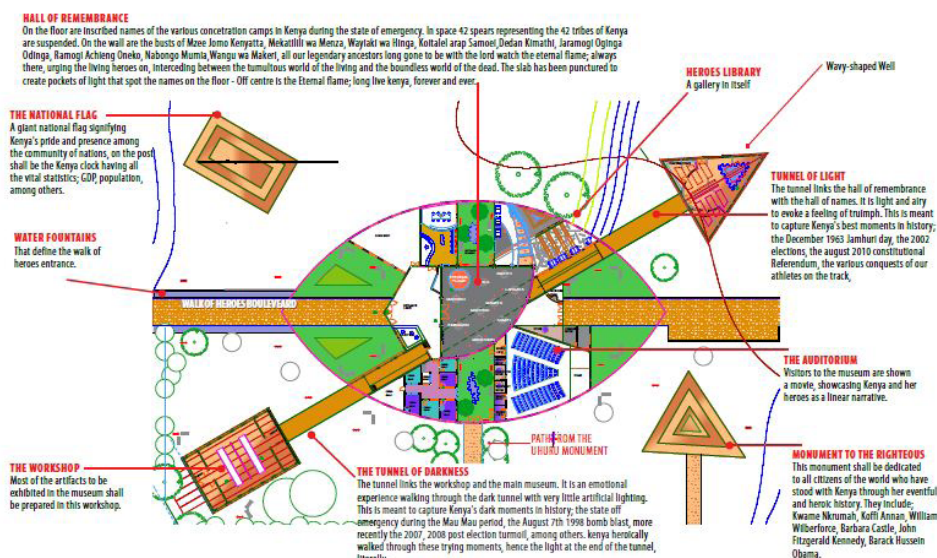 HALL OF REMEMBRANCE
On the floor are inscribed names of the various concetration camps in Kenya during the state of emergency. In space 42 spears representing the 42 tribes of Kenya
are suspended. On the wall are the busts of Mzee Jomo Kenyatta, Mekatilili wa Menza, Wayiaki wa Hinga, Koitalel arap Samoei,Dedan Kimathi, Jaramogi Oginga
Odinga, Ramogi Achieng Oneko, Nabongo Mumia,Wangu wa Makeri, all our legendary ancestors long gone to be with the lord watch the eternal flame; always
there, urging the living heroes on, interceding between the tumultous world of the living and the boundless world of the dead. The slab has been punctured to
create pockets of light that spot the names on the floor - Off centre is the Eternal flame; long live kenya, forever and ever.
HEROES LIBRARY
A gallery in itself
Wavy-shaped Well
THE NATIONAL FLAG
A giant national flag signifying
Kenya's pride and presence among
the community of nations, on the post
shall be the Kenya clock having all
the vital statistics; GDP, population,
among others.
TUNNEL OF LIGHT
The tunnel links the hall of remembrance
with the hall of names. it is light and airy
to evoke a feeling of truimph. This is meant
to capture Kenya's best moments in history;
the December 1963 Jamhuri day, the 2002
elections, the august 2010 constitutional
Referendum, the various conquests of our
athletes on the track,
WATER FOUNTAINS
That define the walk of
heroes entrance.
WALK OF HEROES BOULEVEARD
THE AUDITORIUM
Visitors to the museum are shown
a movie, showcasing Kenya and her
heroes as a linear narrative.
PATH FROM THE
UHURU MONUMENT
THE WORKSHOP
Most of the artifacts to be
exhibited in the museum shall
be prepared in this workshop.
THE TUNNEL OF DARKNESS
The tunnel links the workshop and the main museum. It is an emotional
experience walking through the dark tunnel with very little artificial lighting.
This is meant to capture Kenya's dark moments in history; the state off
emergency during the Mau Mau period, the August 7th 1998 bomb blast, more
recently the 2007, 2008 post election turmoil, among others. kenya heroically
walked through these trying moments, hence the light at the end of the tunnel,
literally.
MONUMENT TO THE RIGHTEOUS
This monument shall be dedicated
to all citizens of the world who have
stood with Kenya through her eventful
and heroic history. They include;
Kwame Nkrumah, Koffi Annan, William
Wilberforce, Barbara Castle, John
Fitzgerald Kennedy, Barack Hussein
Obama.